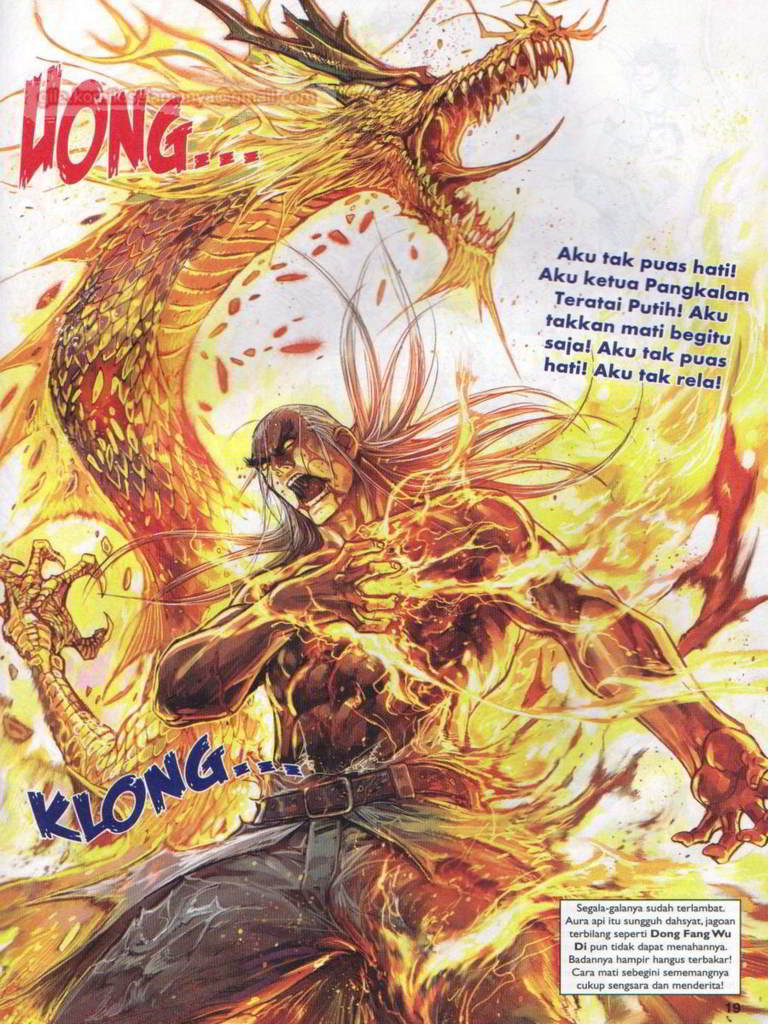 UONG...
Aku tak puas hati!
Aku ketua Pangkalan
Teratai Putih! Aku
takkan mati begitu
saja! Aku tak puas
hati! Aku tak rela!
KLONG...
Segala-galanya sudah terlambat.
Aura api itu sungguh dahsyat, jagoan
terbilang seperti Dong Fang Wu
Di pun tidak dapat menahannya.
Badannya hampir hangus terbakar!
Cara mati sebegini sememangnya
cukup sengsara dan menderita!
19